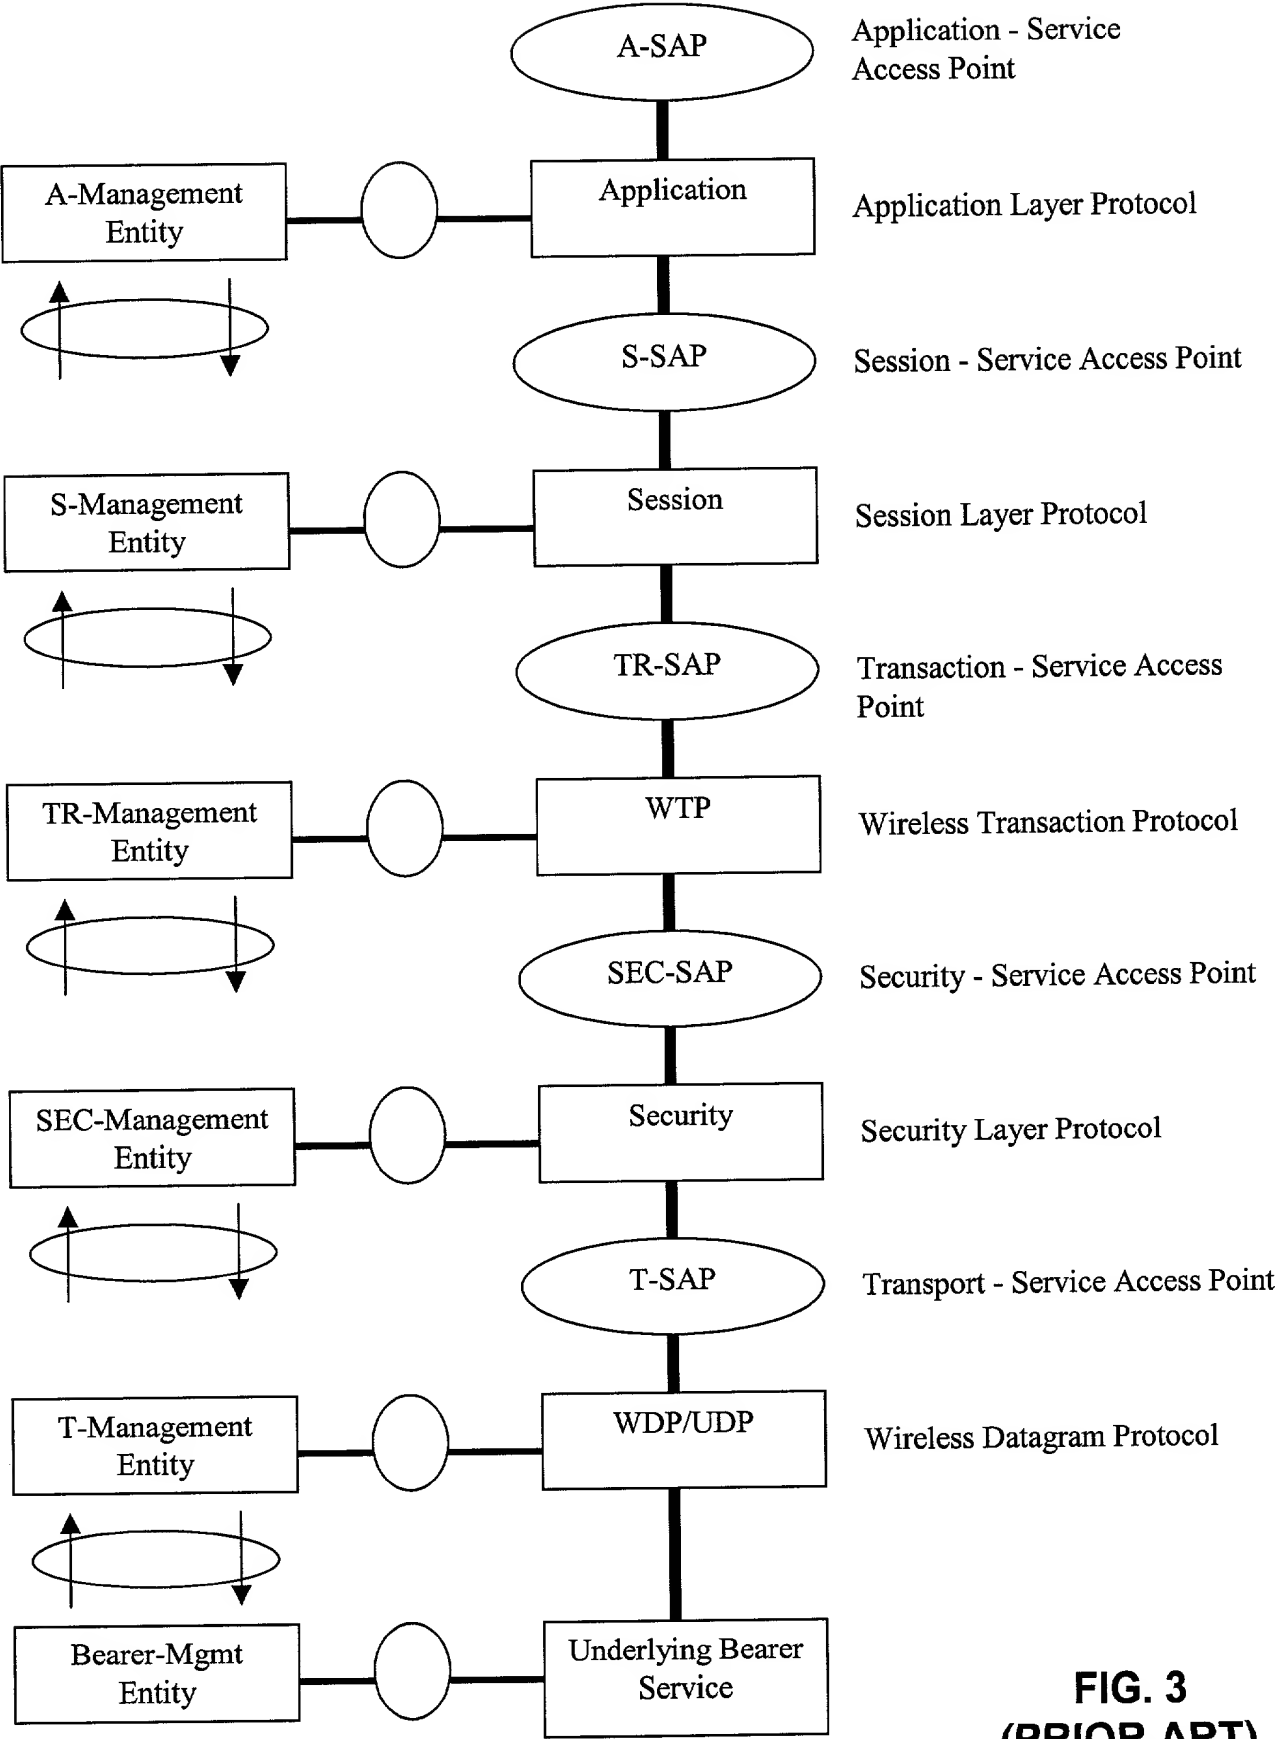 A-SAP
Application - Service
Access Point
A-Management
Entity
Application
Application Layer Protocol
S-SAP
Session - Service Access Point
S-Management
Entity
Session
Session Layer Protocol
TR-SAP
Transaction - Service Access
Point
TR-Management
Entity
WTP
Wireless Transaction Protocol
SEC-SAP
Security - Service Access Point
SEC-Management
Entity
Security
Security Layer Protocol
T-SAP
Transport - Service Access Point
T-Management
Entity
WDP/UDP
Wireless Datagram Protocol
Bearer-Mgmt
Entity
Underlying Bearer
Service
FIG. 3
(PRIOR ART)